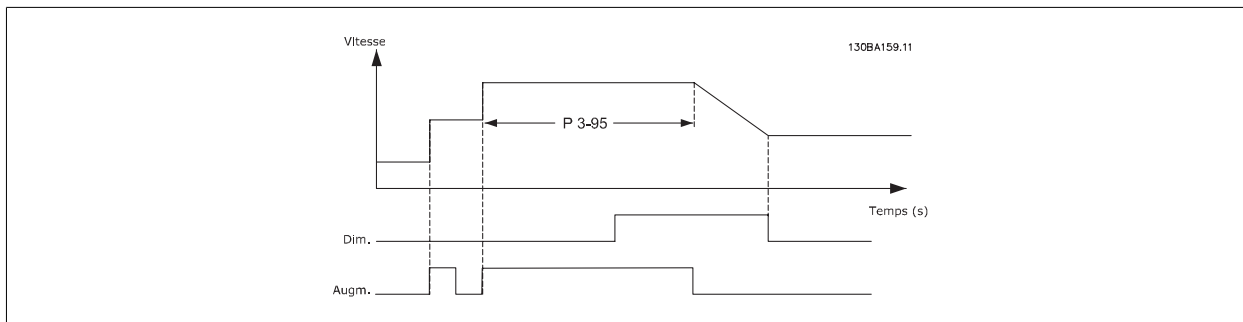 VItesse
130BA159.11
P 3-95
Temps (s)
Dim.
Augm.